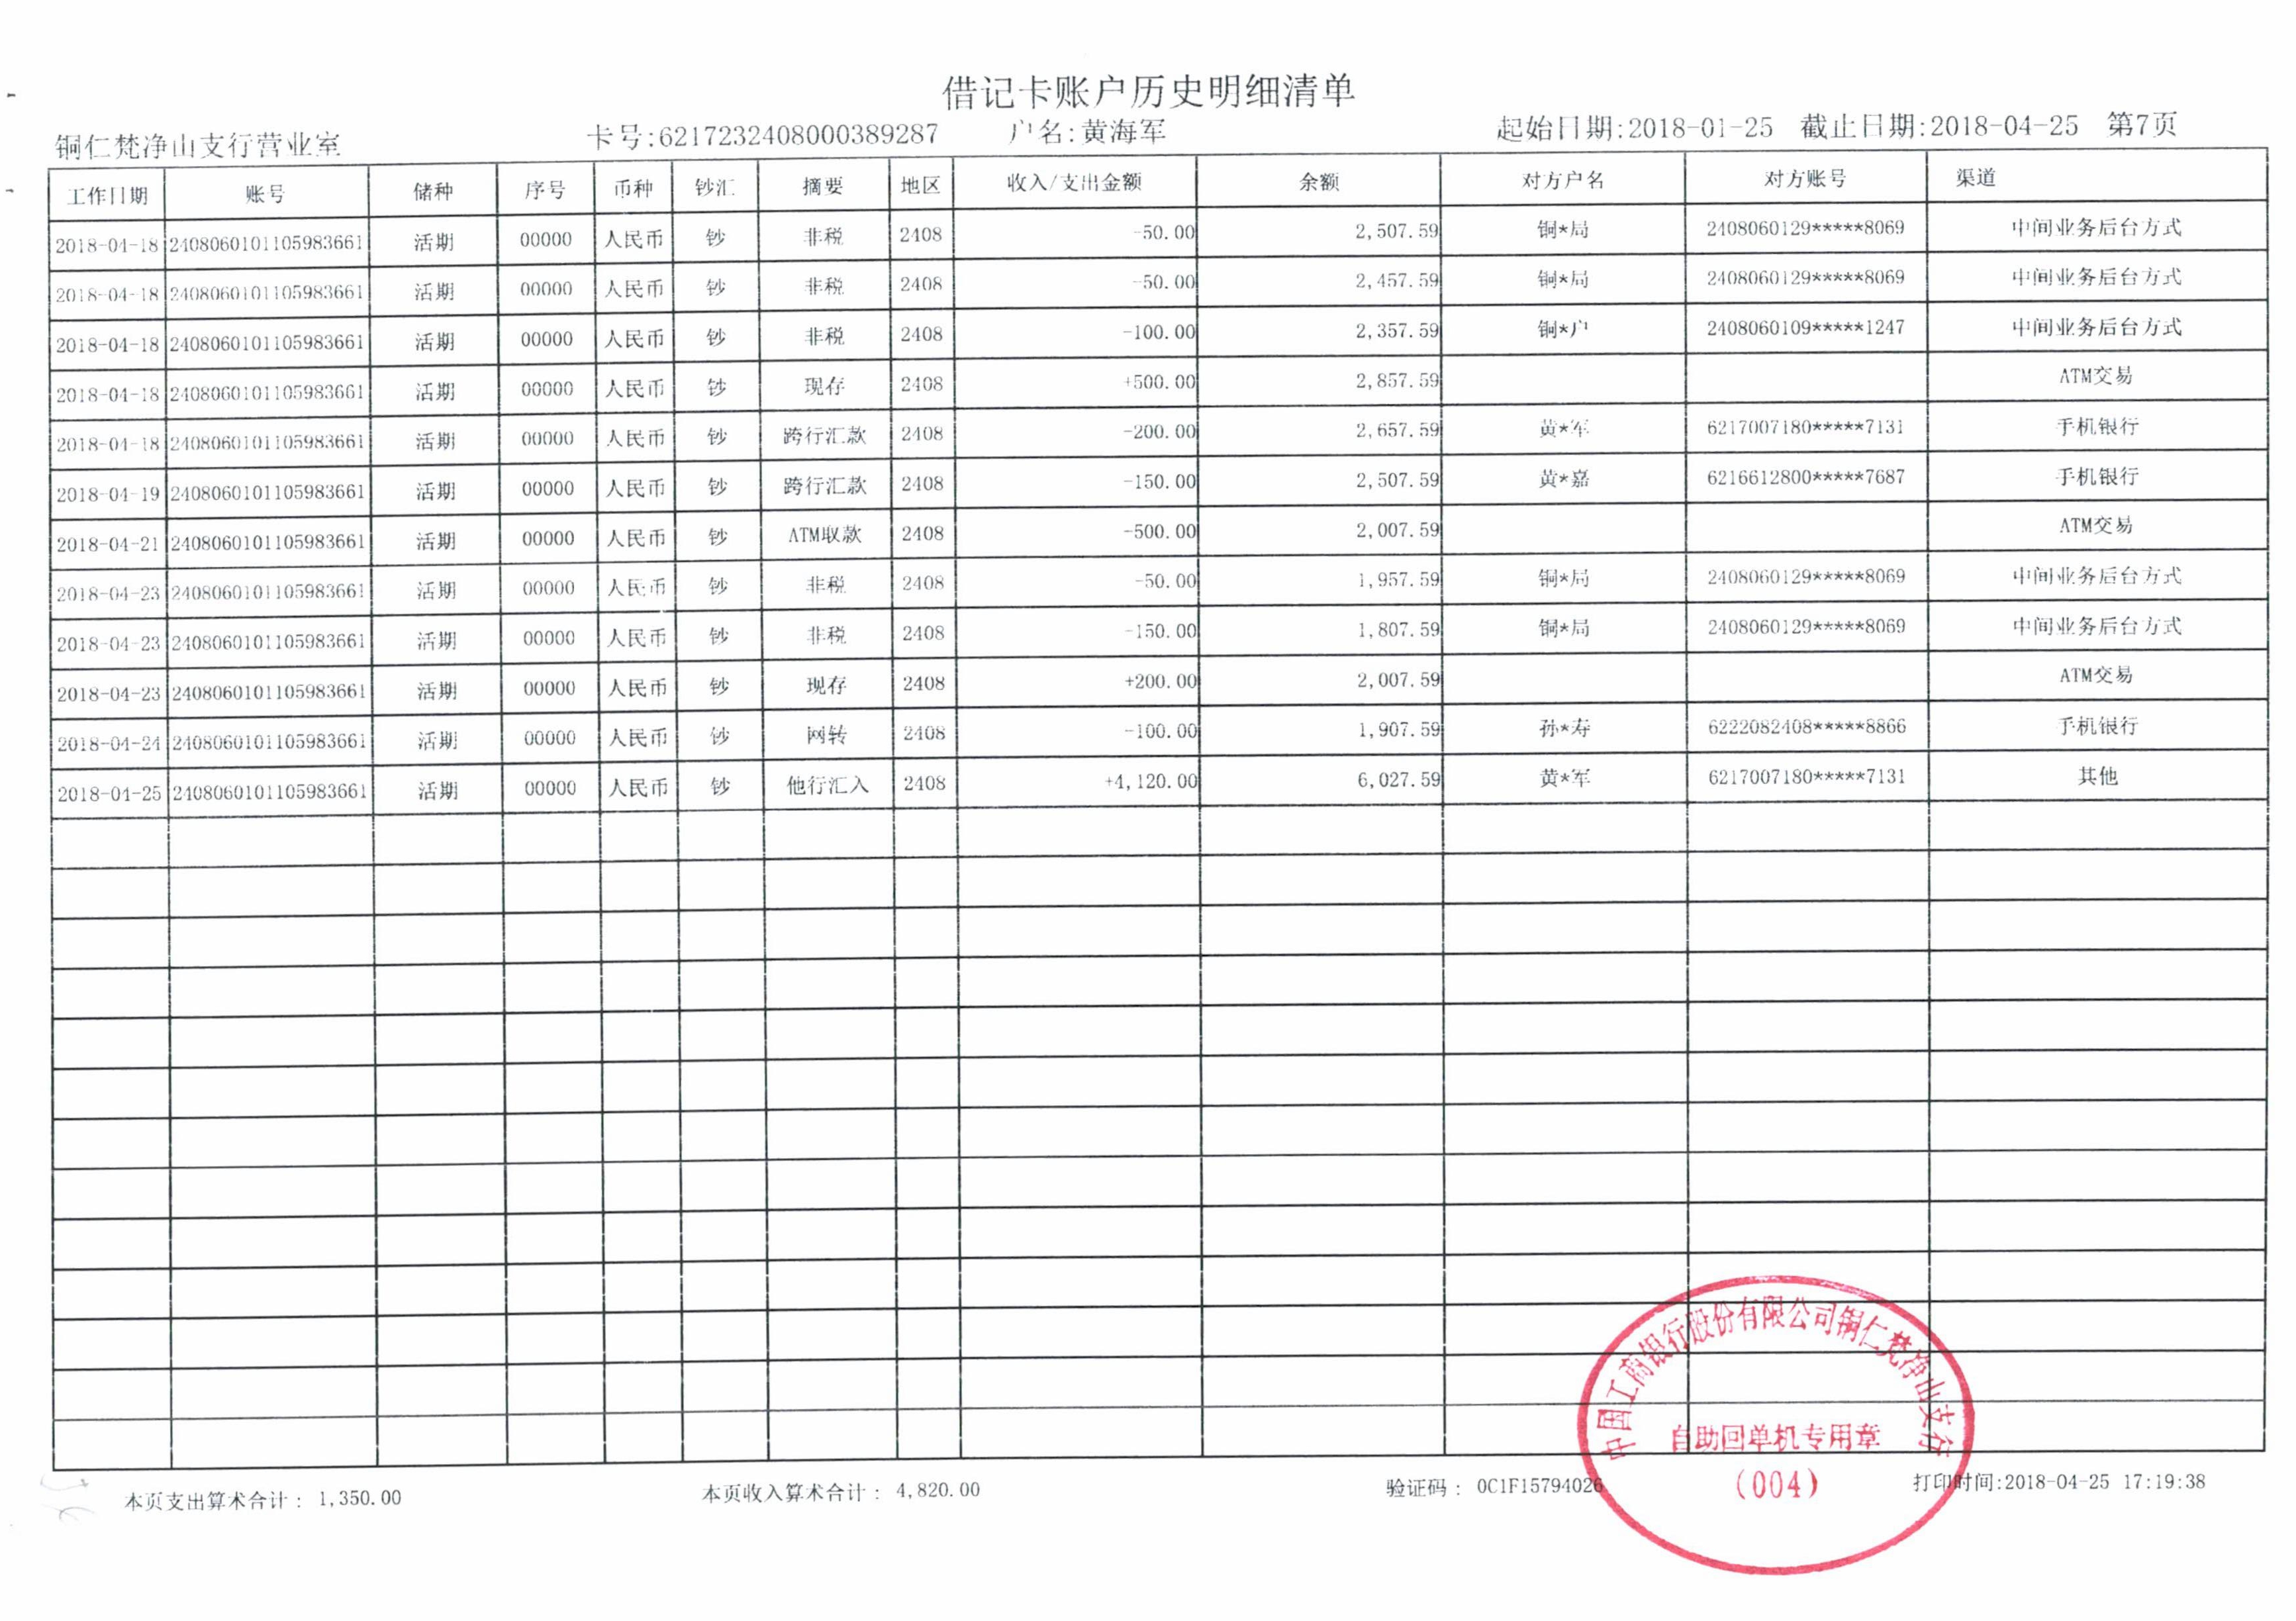 借记卡账户历史明细清单
铜仁梵净山支行营业室 卡号:6217232408000389287 户名:黄海军 起始日期:2018-01-25 截止日期:2018-04-25 第7页
工作日期 账号 储种 序号 币种 钞汇 摘要 地区 收入/支出金额 余额 对方户名 对方账号 渠道
2018-04-18 2408060101105983661 活期 00000 人民币 钞 非税 2408 -50.00 2,507.59 铜*局 2408060129*****8069 中间业务后台方式
2018-04-18 2408060101105983661 活期 00000 人民币 钞 非税 2408 -50.00 2,457.59 铜*局 2408060129*****8069 中间业务后台方式
2018-04-18 2408060101105983661 活期 00000 人民币 钞 非税 2408 -100.00 2,357.59 铜*户 2408060109*****1247 中间业务后台方式
2018-04-18 2408060101105983661 活期 00000 人民币 钞 现存 2408 +500.00 2,857.59 ATM交易
2018-04-18 2408060101105983661 活期 00000 人民币 钞 跨行汇款 2408 -200.00 2,657.59 黄*军 6217007180*****7131 手机银行
2018-04-19 2408060101105983661 活期 00000 人民币 钞 跨行汇款 2408 -150.00 2,507.59 黄*嘉 6216612800*****7687 手机银行
2018-04-21 2408060101105983661 活期 00000 人民币 钞 ATM取款 2408 -500.00 2,007.59 ATM交易
2018-04-23 2408060101105983661 活期 00000 人民币 钞 非税 2408 -50.00 1,957.59 铜*局 2408060129*****8069 中间业务后台方式
2018-04-23 2408060101105983661 活期 00000 人民币 钞 非税 2408 -150.00 1,807.59 铜*局 2408060129*****8069 中间业务后台方式
2018-04-23 2408060101105983661 活期 00000 人民币 钞 现存 2408 +200.00 2,007.59 ATM交易
2018-04-24 2408060101105983661 活期 00000 人民币 钞 网转 2408 -100.00 1,907.59 孙*寿 6222082408*****8866 手机银行
2018-04-25 2408060101105983661 活期 00000 人民币 钞 他行汇入 2408 +4,120.00 6,027.59 黄*军 6217007180*****7131 其他
中国工商银行股份有限公司铜仁梵净山支行
自助回单机专用章
(004)
本页支出算术合计： 1,350.00 本页收入算术合计： 4,820.00 验证码： 0C1F15794026 打印时间:2018-04-25 17:19:38